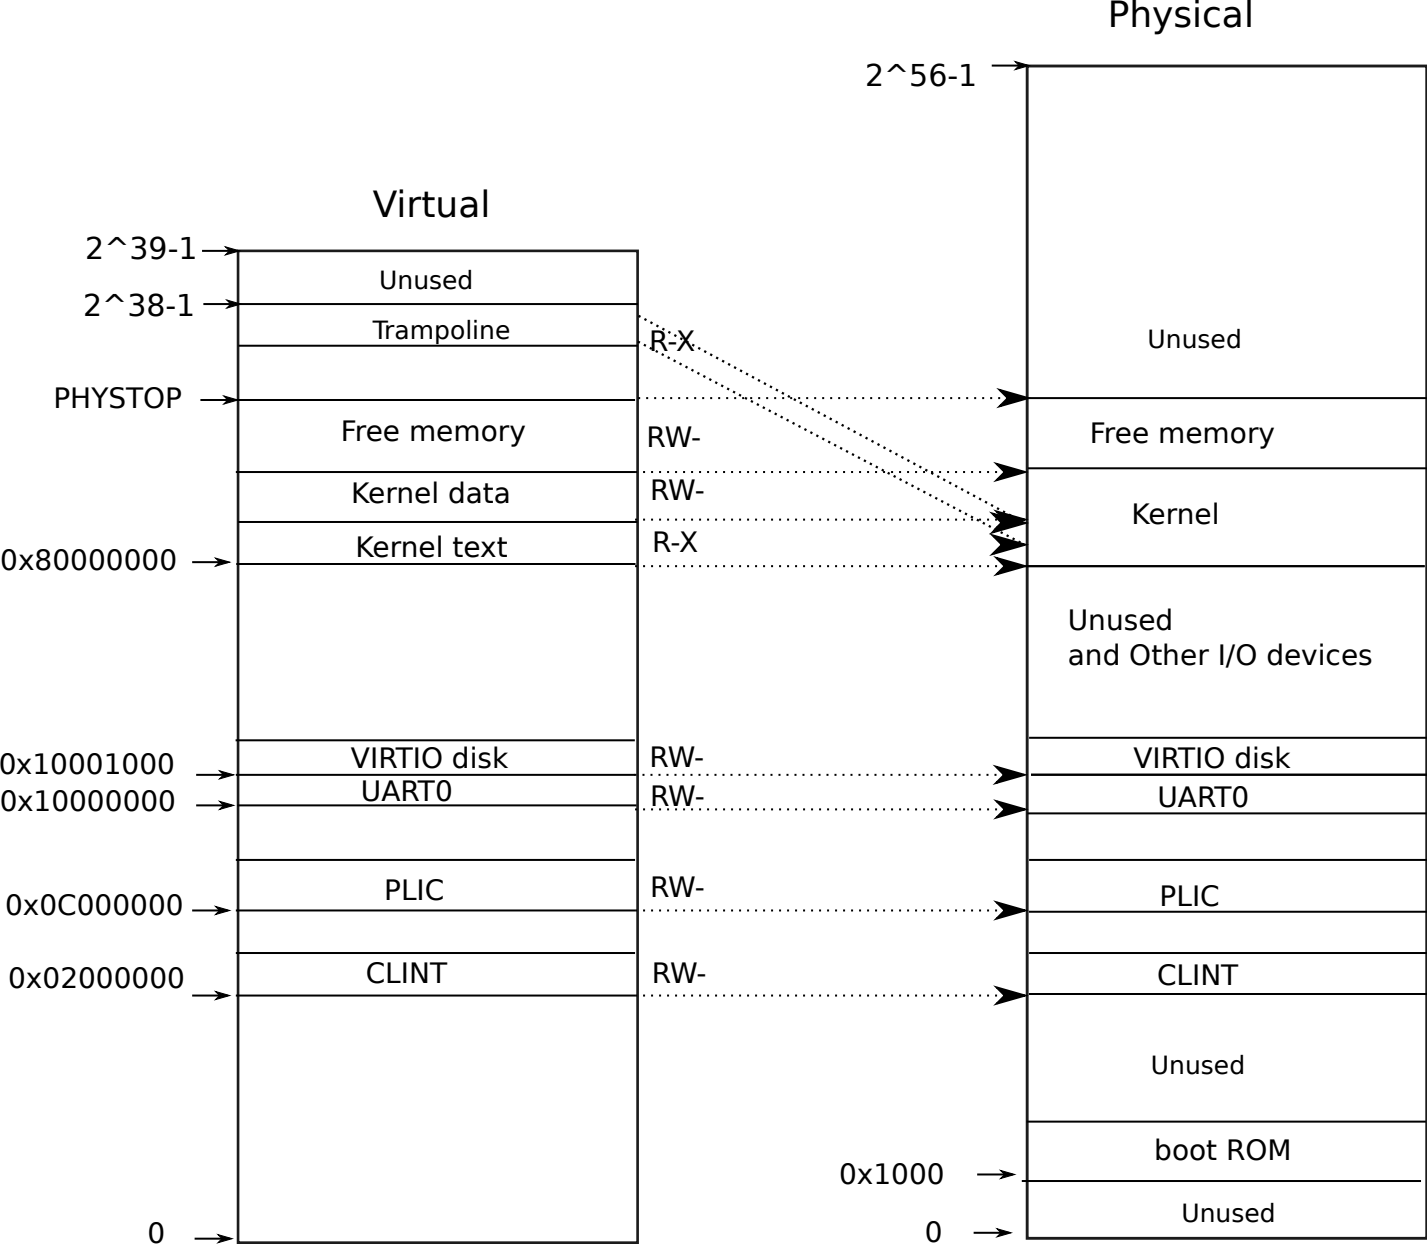 Physical
2^56-1
Virtual
2^39-1
Unused
2^38-1
Trampoline
R-X
Unused
PHYSTOP
Free memory
RW-
Free memory
Kernel data
RW-
Kernel
0x80000000
Kernel text
R-X
Unused
and Other I/O devices
0x10001000
VIRTIO disk
RW-
VIRTIO disk
0x10000000
UART0
RW-
UART0
0x0C000000
PLIC
RW-
PLIC
0x02000000
CLINT
RW-
CLINT
Unused
boot ROM
0x1000
Unused
0
0